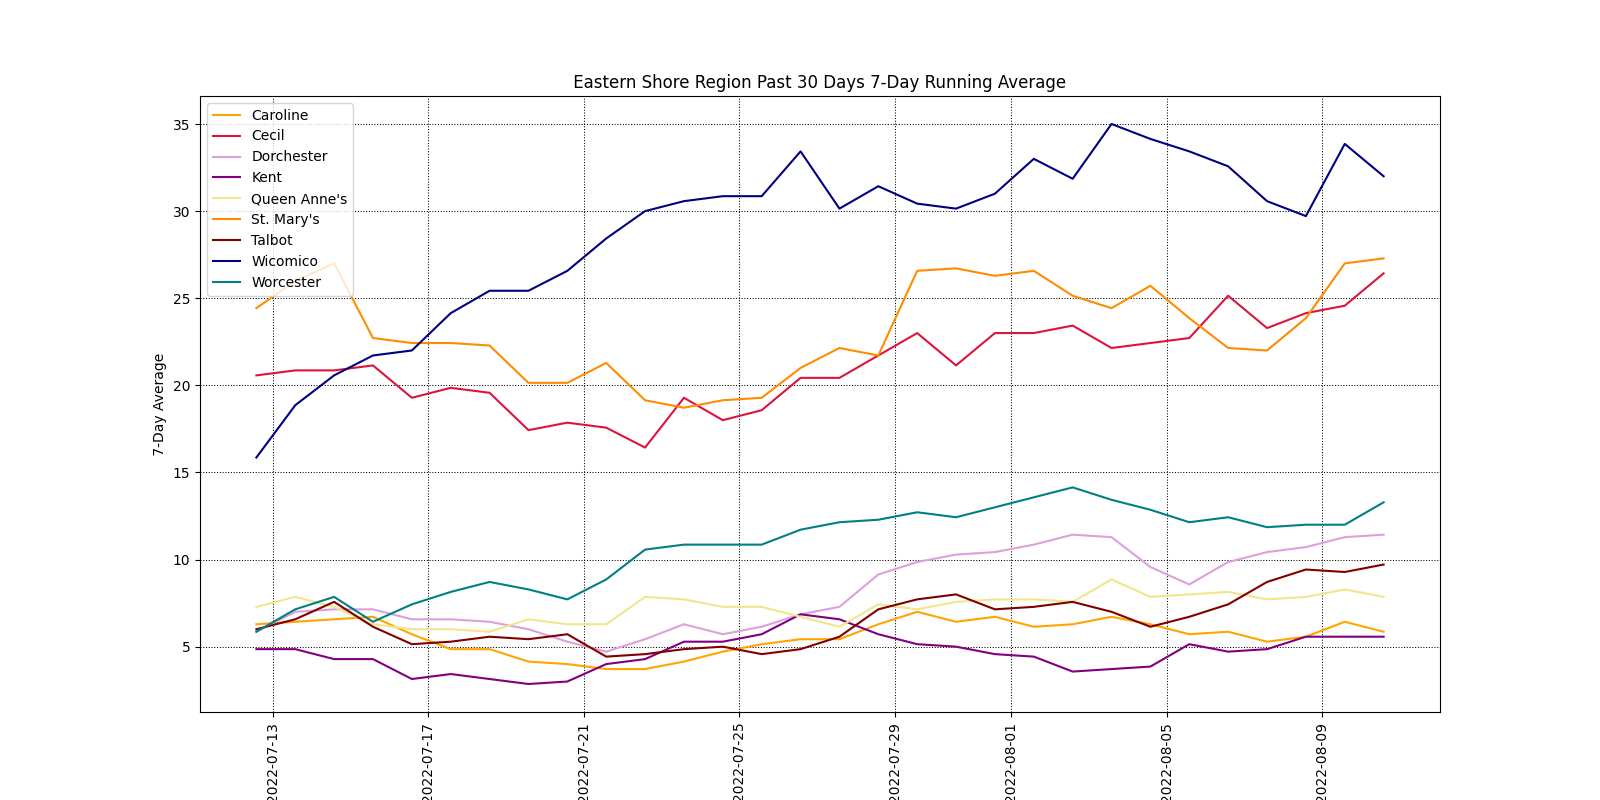 Eastern Shore Region Past 30 Days 7-Day Running Average
Caroline
Cecil
Dorchester
Kent
Queen Anne's
St. Mary's
Talbot
Wicomico
Worcester
7-Day Average
35
30
25
20
15
10
5
2022-07-13
2022-07-17
2022-07-21
2022-07-25
2022-07-29
2022-08-01
2022-08-05
2022-08-09